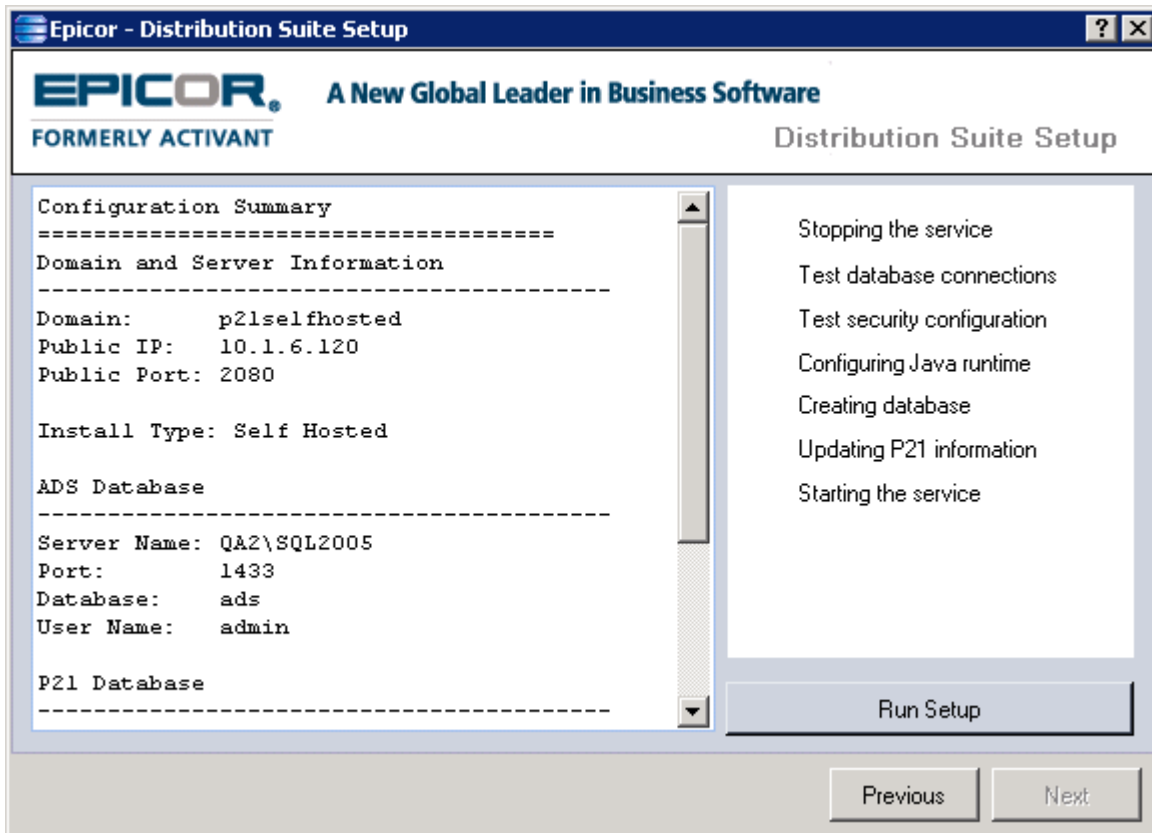 Epicor - Distribution Suite Setup
EPICOR®
A New Global Leader in Business Software
FORMERLY ACTIVANT
Distribution Suite Setup
Configuration Summary
=====================================
Domain and Server Information
-----------------------------------------
Domain: p21selfhosted
Public IP: 10.1.6.120
Public Port: 2080
Install Type: Self Hosted
ADS Database
-----------------------------------------
Server Name: QA2\SQL2005
Port: 1433
Database: ads
User Name: admin
P21 Database
-----------------------------------------
Stopping the service
Test database connections
Test security configuration
Configuring Java runtime
Creating database
Updating P21 information
Starting the service
Run Setup
Previous
Next